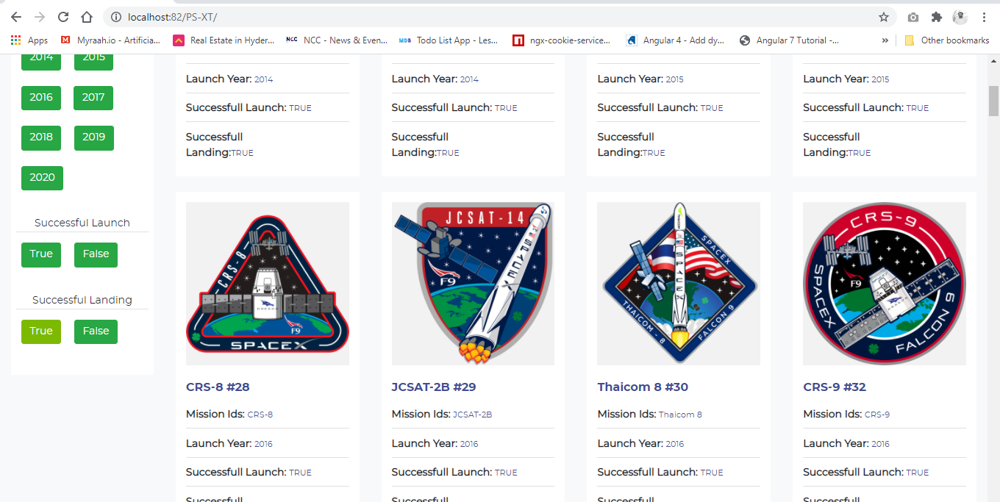 localhost:82/PS-XT/
Apps
Myraah.io - Artificia...
Real Estate in Hyder...
NCC NCC - News & Even...
MDB Todo List App - Les...
ngx-cookie-service...
Angular 4 - Add dy...
Angular 7 Tutorial -...
»
Other bookmarks
2014 2015
2016 2017
2018 2019
2020
Successful Launch
True False
Successful Landing
True False
Launch Year: 2014
Successfull Launch: TRUE
Successfull
Landing:TRUE
Launch Year: 2014
Successfull Launch: TRUE
Successfull
Landing:TRUE
Launch Year: 2015
Successfull Launch: TRUE
Successfull
Landing:TRUE
Launch Year: 2015
Successfull Launch: TRUE
Successfull
Landing:TRUE
CRS-8
DRAGON
F9
SPACEX
CRS-8 #28
Mission Ids: CRS-8
Launch Year: 2016
Successfull Launch: TRUE
Successfull
JCSAT-14
F9
SPACEX
JCSAT-2B #29
Mission Ids: JCSAT-2B
Launch Year: 2016
Successfull Launch: TRUE
Successfull
THAICOM
SPACEX
SPACEX
THAICOM - 8
FALCON 9
Thaicom 8 #30
Mission Ids: Thaicom 8
Launch Year: 2016
Successfull Launch: TRUE
Successfull
CRS-9
F9
SPACEX
FALCON 9
CRS-9 #32
Mission Ids: CRS-9
Launch Year: 2016
Successfull Launch: TRUE
Successfull